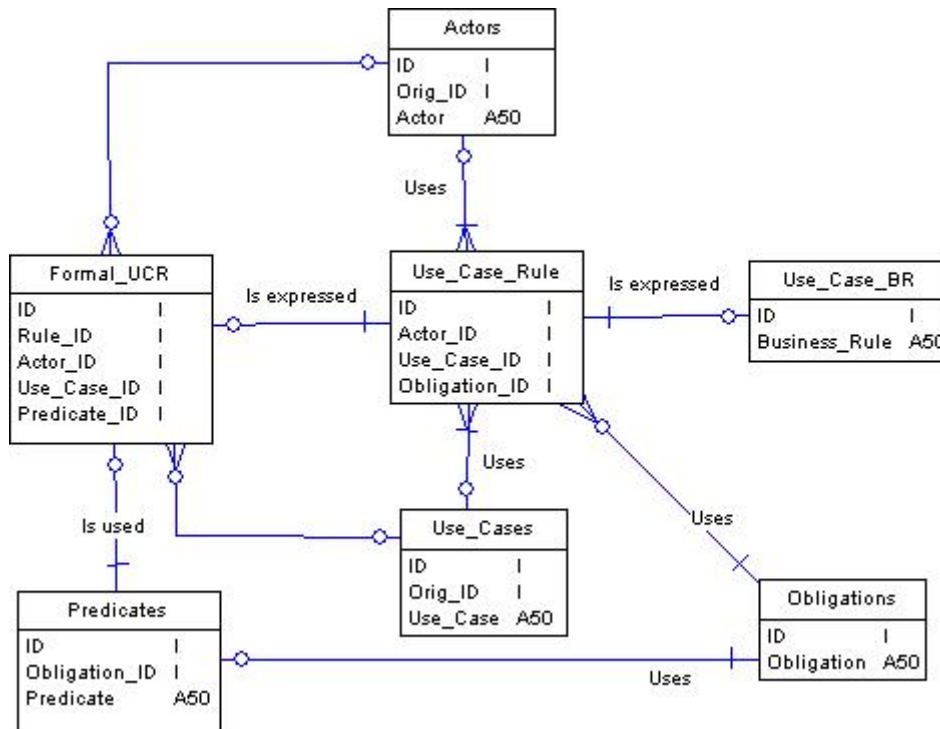 Actors
ID I
Orig_ID I
Actor A50
Uses
Formal_UCR
ID I
Rule_ID I
Actor_ID I
Use_Case_ID I
Predicate_ID I
Is expressed
Use_Case_Rule
ID I
Actor_ID I
Use_Case_ID I
Obligation_ID I
Is expressed
Use_Case_BR
ID I
Business_Rule A50
Uses
Is used
Use_Cases
ID I
Orig_ID I
Use_Case A50
Uses
Predicates
ID I
Obligation_ID I
Predicate A50
Uses
Obligations
ID I
Obligation A50